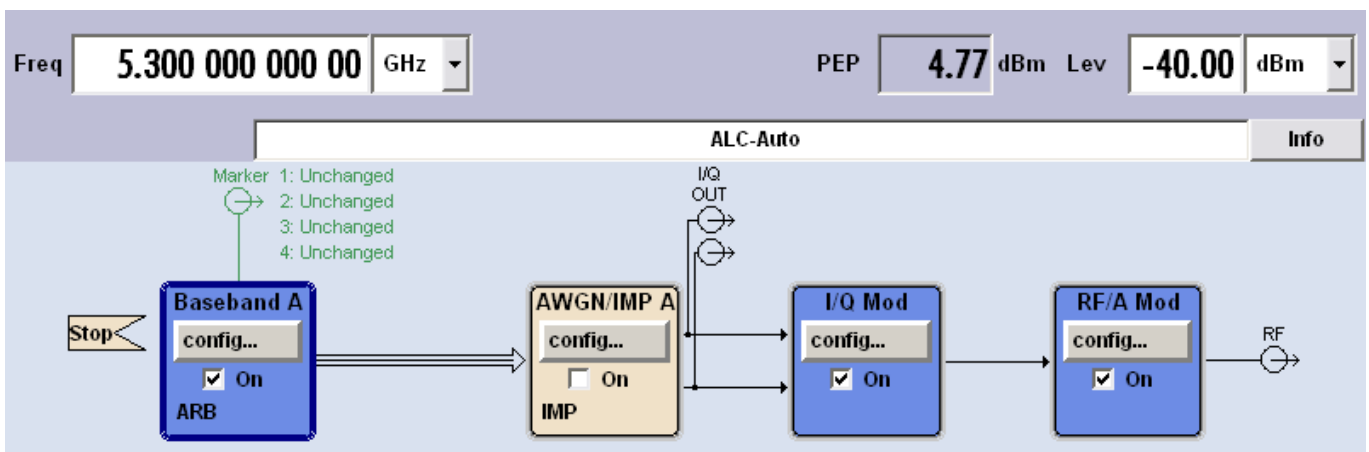 Freq 5.300 000 000 00 GHz PEP 4.77 dBm Lev -40.00 dBm
ALC-Auto Info
Marker 1: Unchanged
2: Unchanged
3: Unchanged
4: Unchanged
I/Q
OUT
Baseband A AWGN/IMP A I/Q Mod RF/A Mod
Stop config... config... config... config... RF
On On On On
ARB IMP